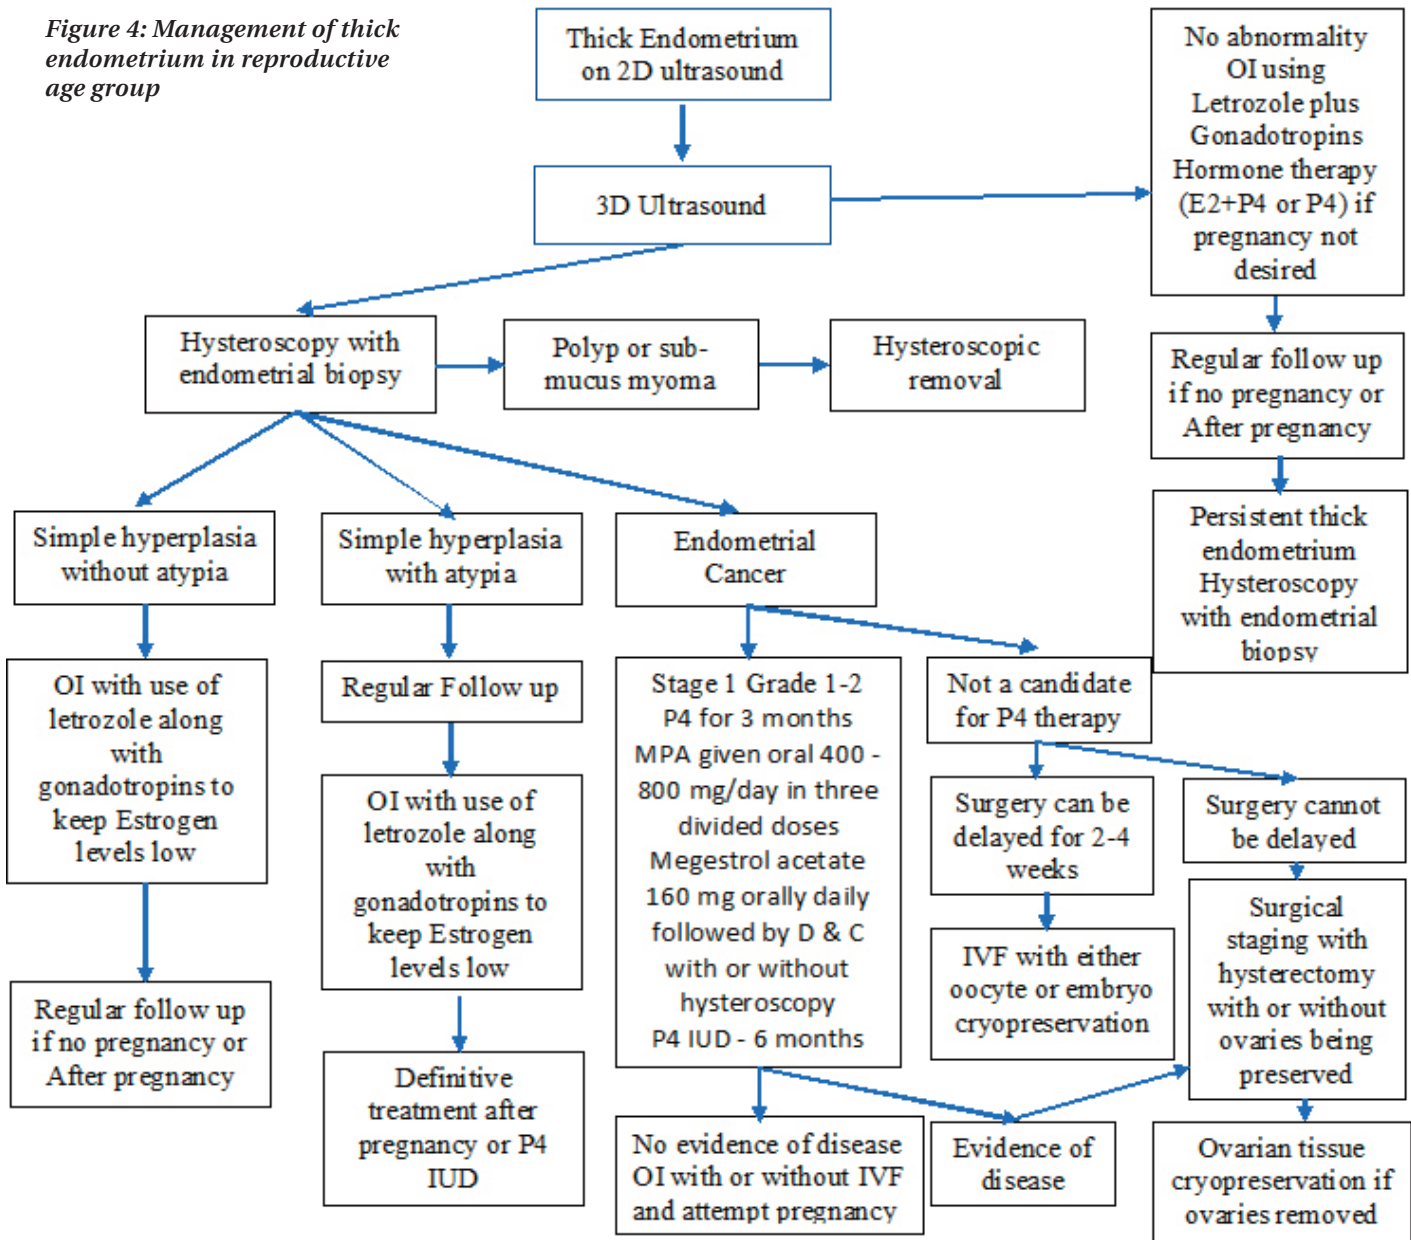 Figure 4: Management of thick
endometrium in reproductive
age group
Thick Endometrium
on 2D ultrasound
No abnormality
OI using
Letrozole plus
Gonadotropins
Hormone therapy
(E2+P4 or P4) if
pregnancy not
desired
3D Ultrasound
Hysteroscopy with
endometrial biopsy
Polyp or sub-
mucus myoma
Hysteroscopic
removal
Regular follow up
if no pregnancy or
After pregnancy
Persistent thick
endometrium
Hysteroscopy
with endometrial
biopsy
Simple hyperplasia
without atypia
Simple hyperplasia
with atypia
Endometrial
Cancer
OI with use of
letrozole along
with
gonadotropins to
keep Estrogen
levels low
Regular follow up
if no pregnancy or
After pregnancy
Regular Follow up
OI with use of
letrozole along
with
gonadotropins to
keep Estrogen
levels low
Definitive
treatment after
pregnancy or P4
IUD
Stage 1 Grade 1-2
P4 for 3 months
MPA given oral 400 -
800 mg/day in three
divided doses
Megestrol acetate
160 mg orally daily
followed by D & C
with or without
hysteroscopy
P4 IUD - 6 months
Not a candidate
for P4 therapy
Surgery can be
delayed for 2-4
weeks
Surgery cannot
be delayed
IVF with either
oocyte or embryo
cryopreservation
Surgical
staging with
hysterectomy
with or without
ovaries being
preserved
No evidence of disease
OI with or without IVF
and attempt pregnancy
Evidence of
disease
Ovarian tissue
cryopreservation if
ovaries removed